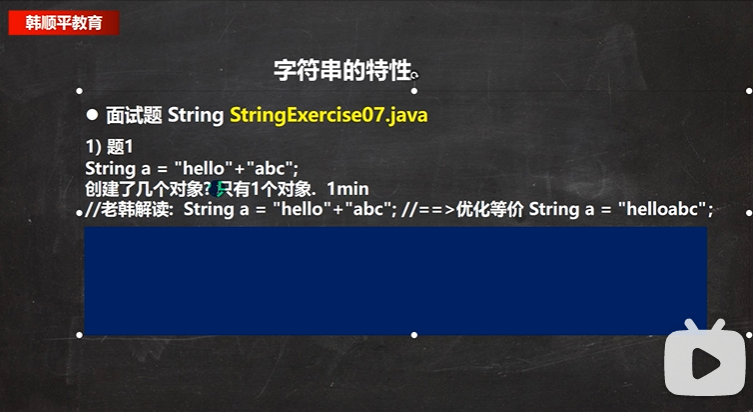 韩顺平教育
字符串的特性
● 面试题 String StringExercise07.java
1) 题1
String a = "hello"+"abc";
创建了几个对象? 只有1个对象. 1min
//老韩解读: String a = "hello"+"abc"; //==>优化等价 String a = "helloabc";